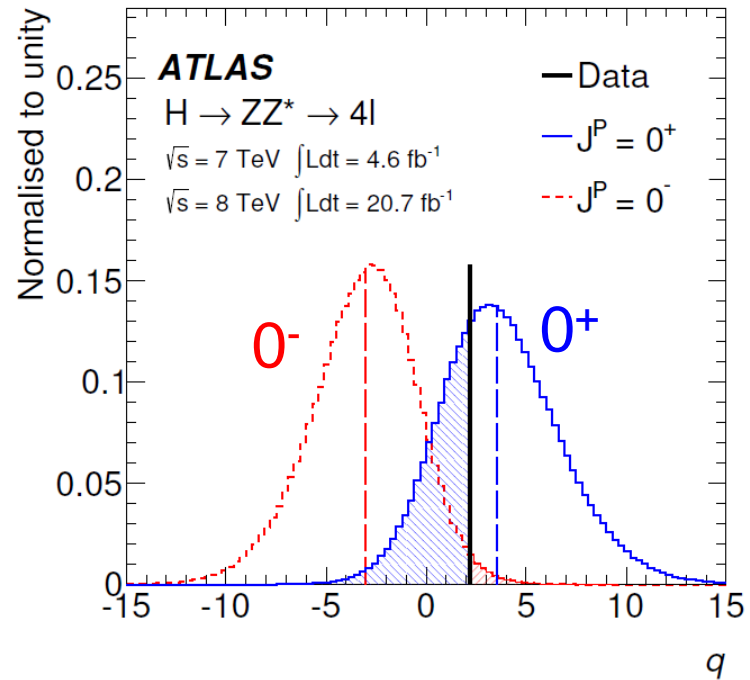 Normalised to unity
0.25
0.2
0.15
0.1
0.05
0
ATLAS
H → ZZ* → 4l
√s = 7 TeV ∫Ldt = 4.6 fb⁻¹
√s = 8 TeV ∫Ldt = 20.7 fb⁻¹
Data
Jᴾ = 0⁺
Jᴾ = 0⁻
0⁻
0⁺
-15 -10 -5 0 5 10 15
q